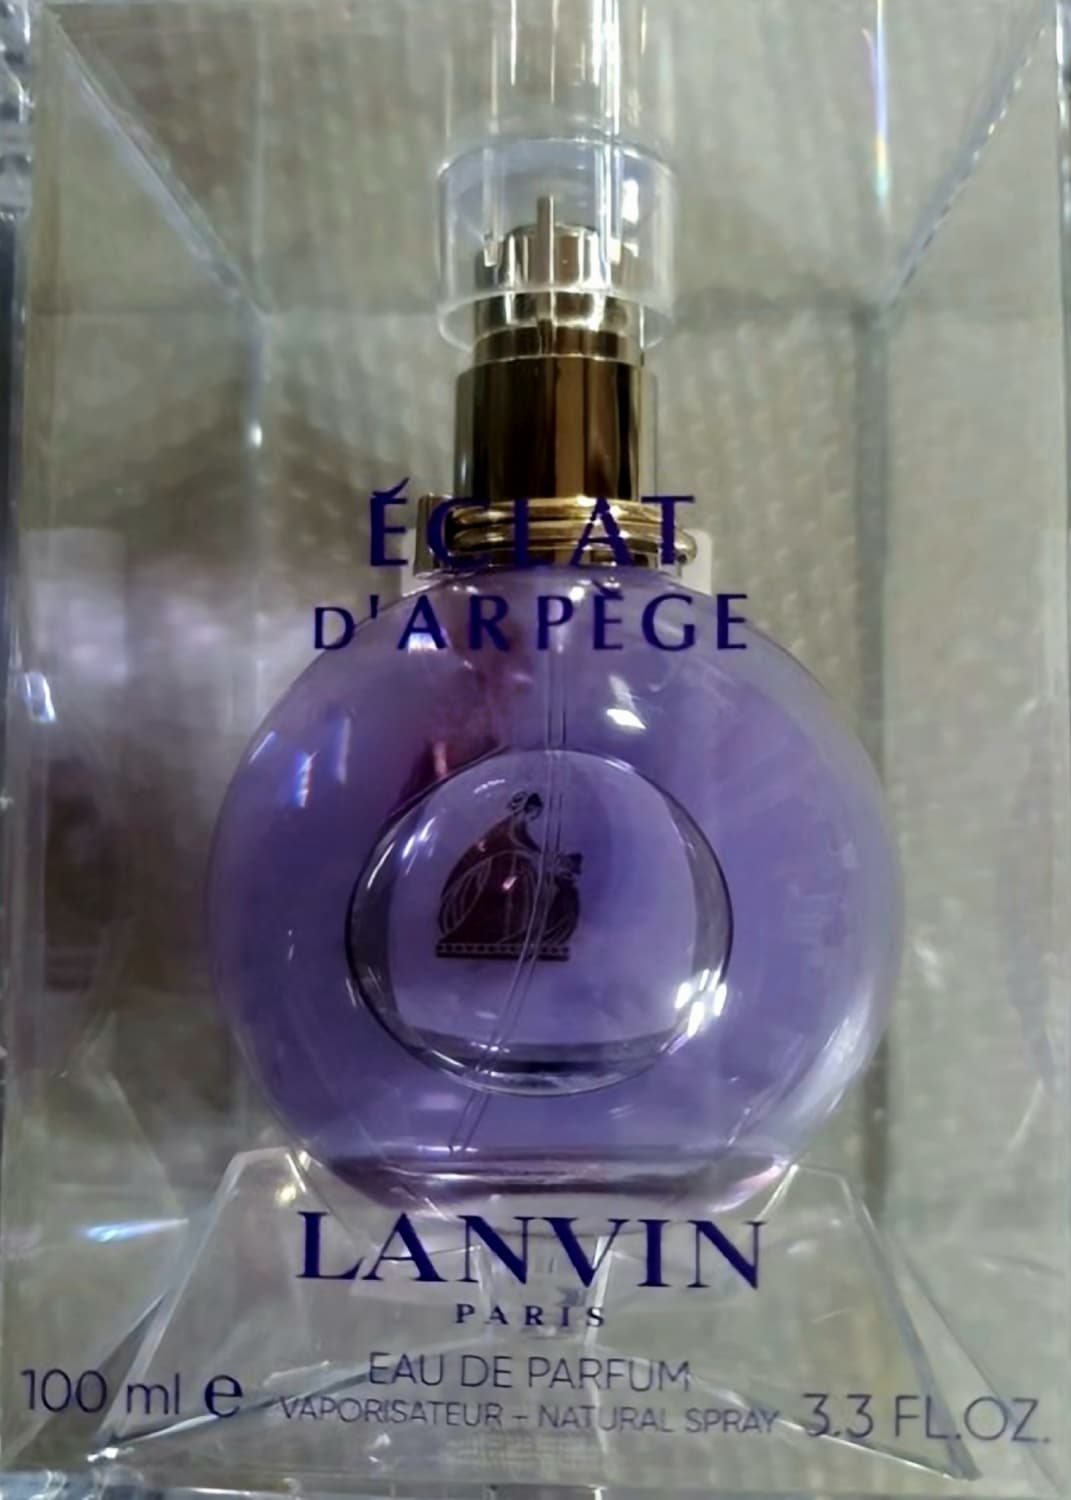 ÉCLAT
D'ARPÈGE
LANVIN
PARIS
EAU DE PARFUM
100 ml e VAPORISATEUR - NATURAL SPRAY 3.3 FL.OZ.